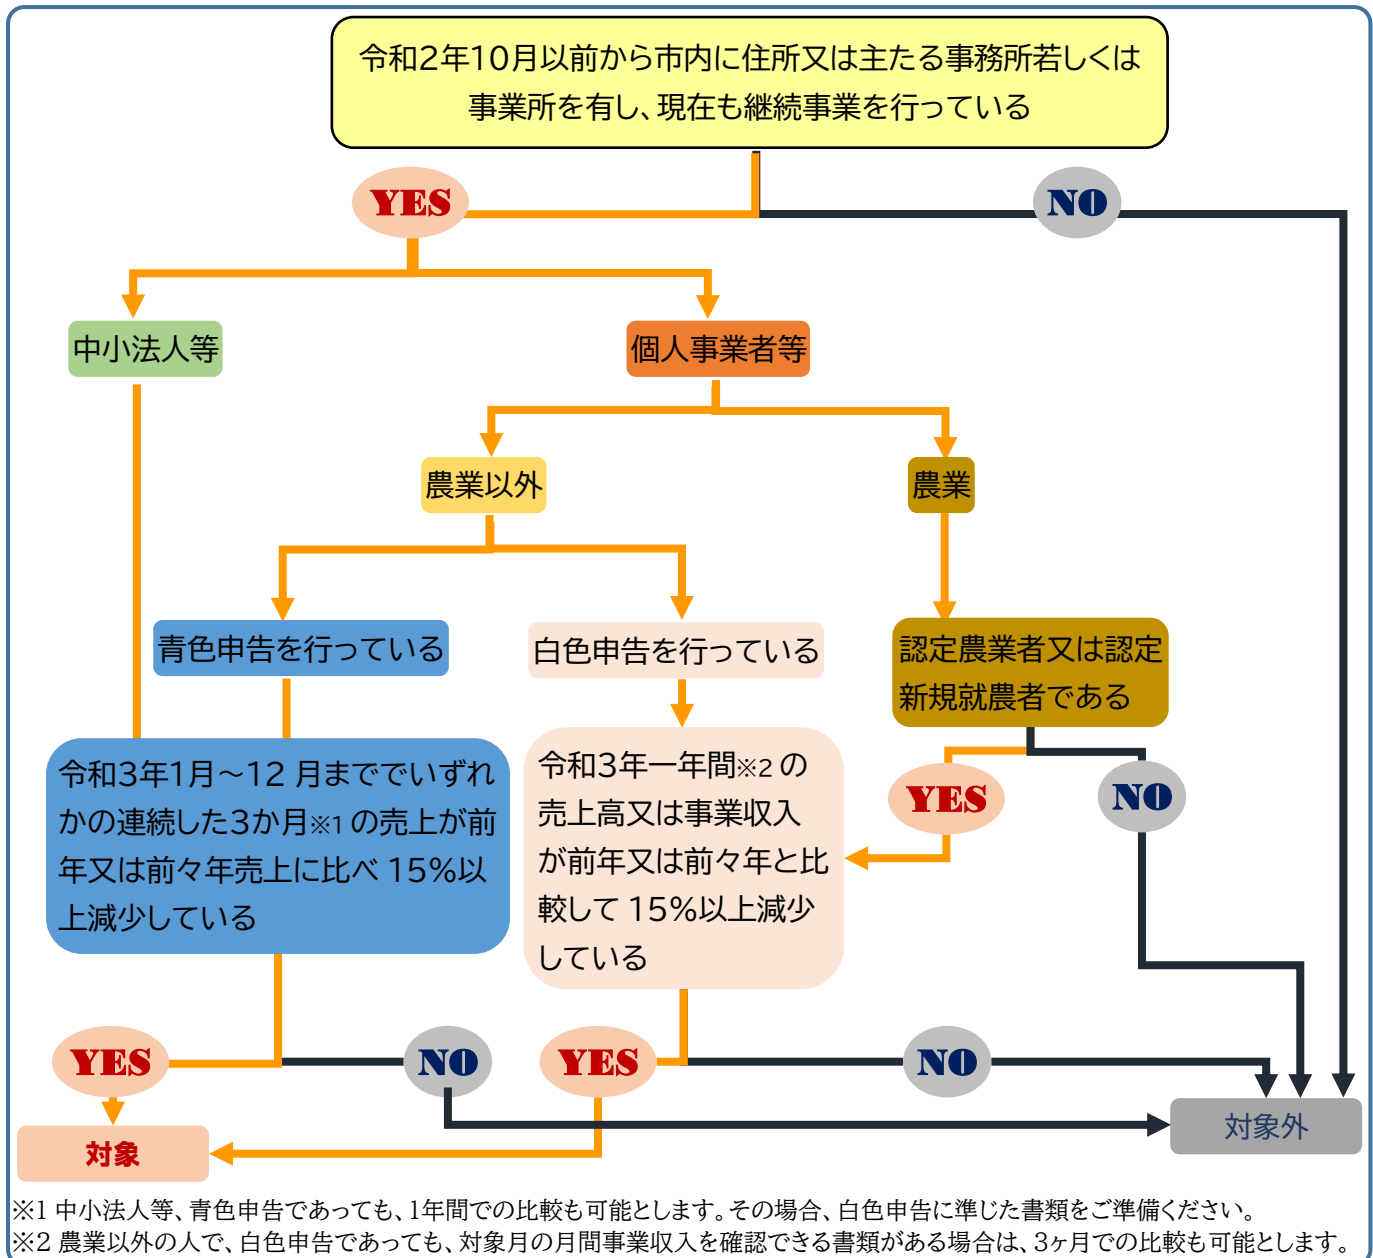 令和2年10月以前から市内に住所又は主たる事務所若しくは
事業所を有し、現在も継続事業を行っている
YES
NO
中小法人等
個人事業者等
農業以外
農業
青色申告を行っている
白色申告を行っている
認定農業者又は認定
新規就農者である
令和3年1月～12 月まででいずれ
かの連続した3か月※1 の売上が前
年又は前々年売上に比べ 15%以
上減少している
令和3年一年間※2 の
売上高又は事業収入
が前年又は前々年と比
較して 15%以上減少
している
YES
NO
YES
NO
YES
NO
対象
対象外
※1 中小法人等、青色申告であっても、1年間での比較も可能とします。その場合、白色申告に準じた書類をご準備ください。
※2 農業以外の人で、白色申告であっても、対象月の月間事業収入を確認できる書類がある場合は、3ヶ月での比較も可能とします。